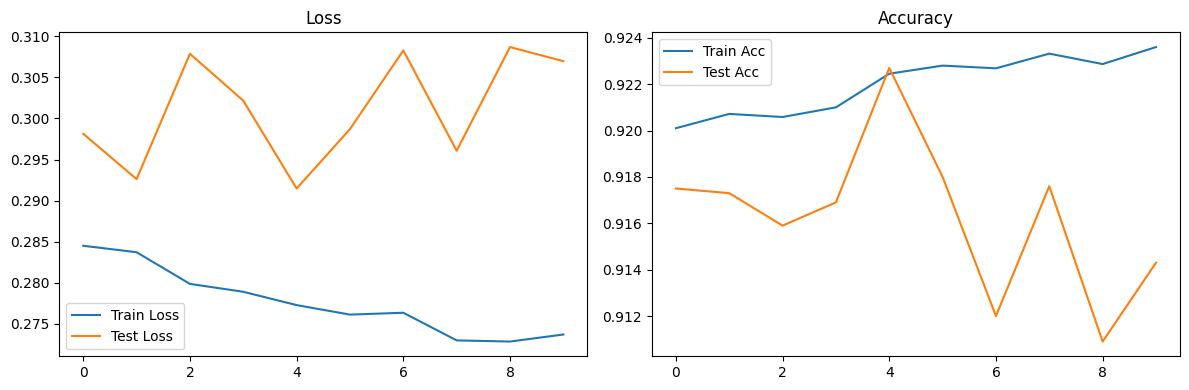 Loss
0.310
0.305
0.300
0.295
0.290
0.285
0.280
0.275
Train Loss
Test Loss
0 2 4 6 8
Accuracy
0.924
0.922
0.920
0.918
0.916
0.914
0.912
Train Acc
Test Acc
0 2 4 6 8